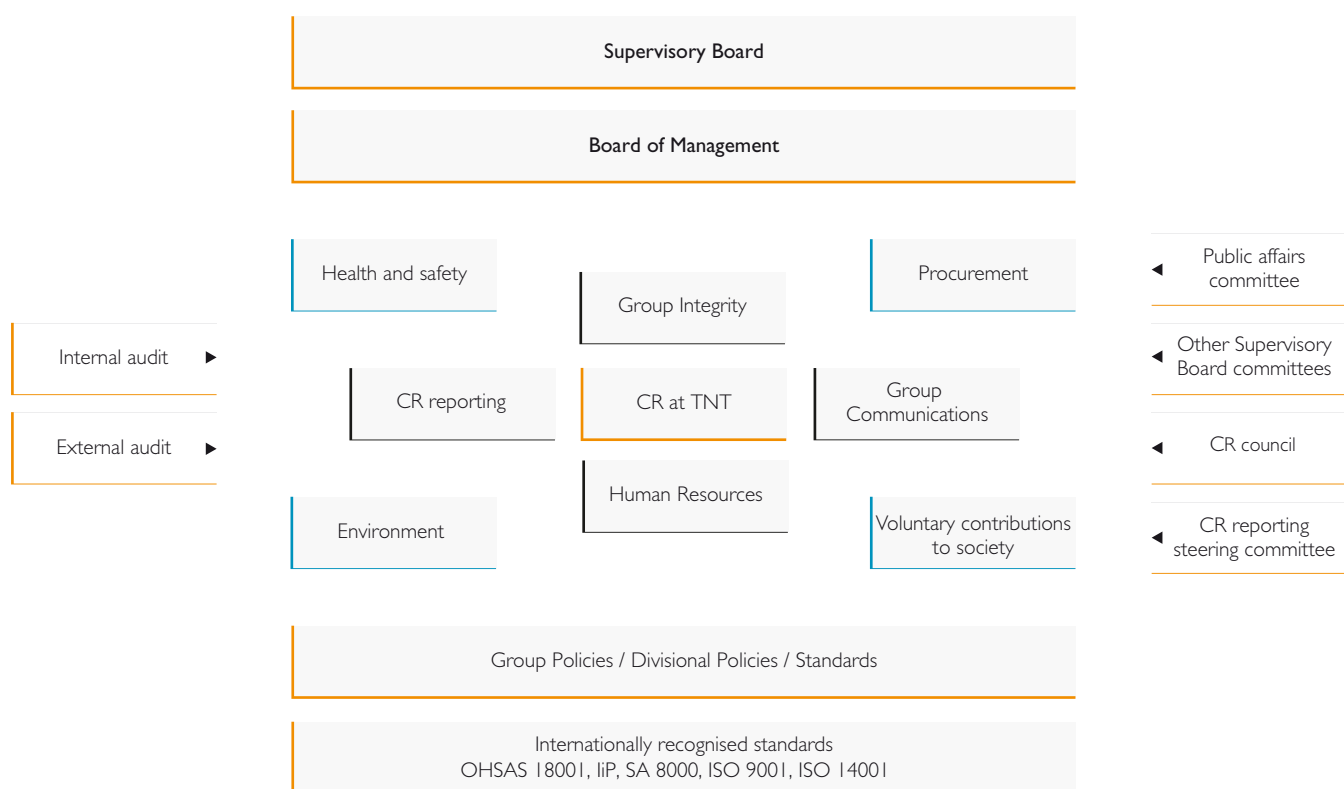 Supervisory Board
Board of Management
Health and safety
Group Integrity
Procurement
Public affairs
committee
Internal audit
Other Supervisory
Board committees
CR reporting
CR at TNT
Group
Communications
External audit
CR council
Human Resources
Environment
Voluntary contributions
to society
CR reporting
steering committee
Group Policies / Divisional Policies / Standards
Internationally recognised standards
OHSAS 18001, IiP, SA 8000, ISO 9001, ISO 14001